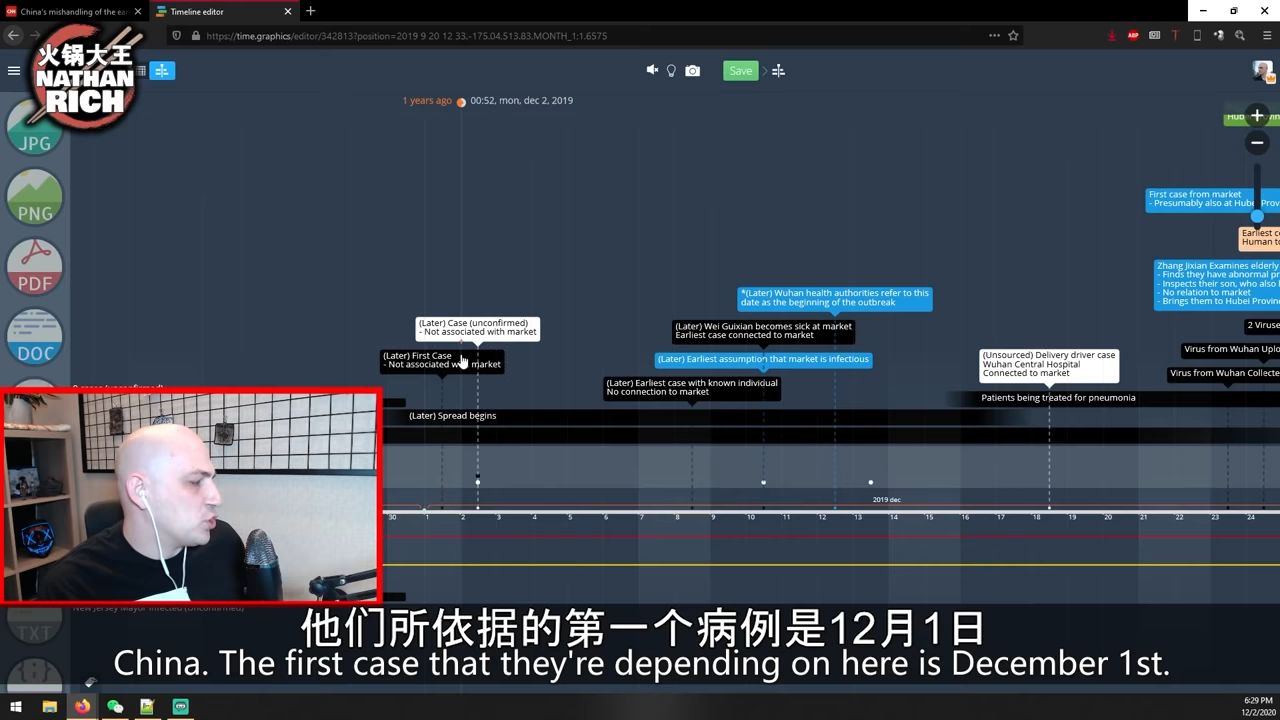 China's mishandling of the ea
Timeline editor
https://time.graphics/editor/342813?position=2019 9 20 12 33,-175.04,513.83,MONTH_1:1.6575
火锅大王
NATHAN
RICH
Save
1 years ago
00:52, mon, dec 2, 2019
JPG
PNG
PDF
DOC
TXT
First case from market
- Presumably also at Hubei Provin
Earliest c
Human to
Zhang Jixian Examines elderly
- Finds they have abnormal pr
- Inspects their son, who also
- No relation to market
- Brings them to Hubei Provinc
2 Viruse
Virus from Wuhan Uplo
Virus from Wuhan Collecte
*(Later) Wuhan health authorities refer to this
date as the beginning of the outbreak
(Later) Case (unconfirmed)
- Not associated with market
(Later) Wei Guixian becomes sick at market
Earliest case connected to market
(Later) First Case
- Not associated with market
(Later) Earliest assumption that market is infectious
(Unsourced) Delivery driver case
Wuhan Central Hospital
Connected to market
(Later) Earliest case with known individual
No connection to market
Patients being treated for pneumonia
(Later) Spread begins
2019 dec
30 1 2 3 4 5 6 7 8 9 10 11 12 13 14 15 16 17 18 19 20 21 22 23 24
New Jersey Mayor Infected (Unconfirmed)
他们所依据的第一个病例是12月1日
China. The first case that they're depending on here is December 1st.
6:29 PM
12/2/2020